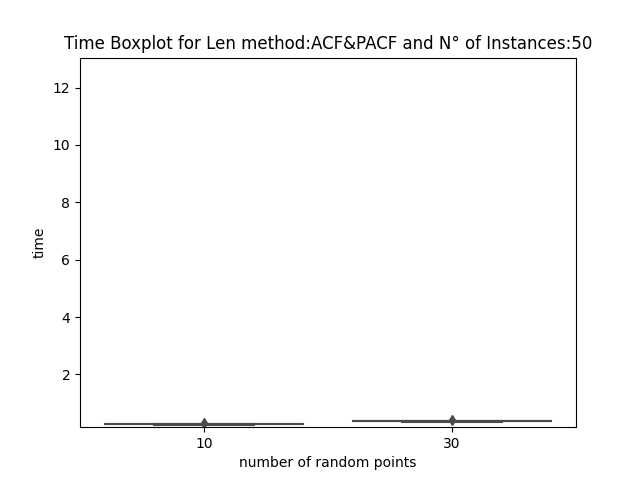 Time Boxplot for Len method:ACF&PACF and N° of Instances:50
12
10
8
6
4
2
time
10 30
number of random points